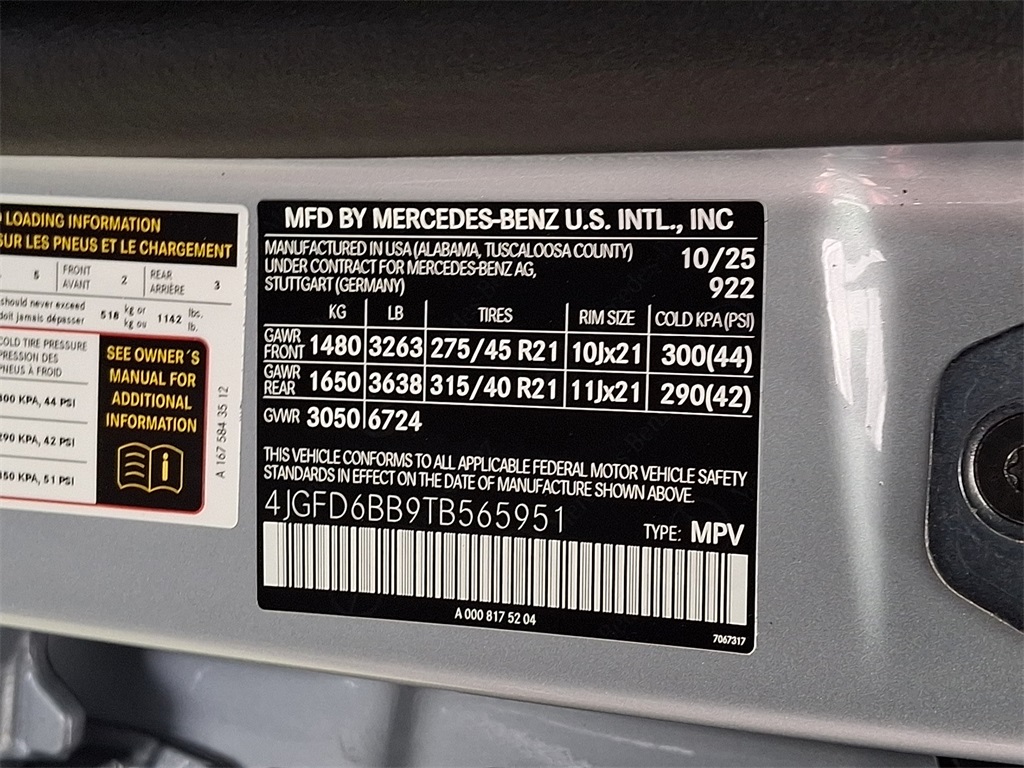 LOADING INFORMATION
SUR LES PNEUS ET LE CHARGEMENT
5 FRONT AVANT 2 REAR ARRIÈRE 3
should never exceed 518 kg or 1142 lbs.
doit jamais dépasser kg ou lb.
COLD TIRE PRESSURE
PRESSION DES
PNEUS À FROID
300 KPA, 44 PSI
290 KPA, 42 PSI
350 KPA, 51 PSI
SEE OWNER´S
MANUAL FOR
ADDITIONAL
INFORMATION
i
A 167 584 35 12
MFD BY MERCEDES-BENZ U.S. INTL., INC
MANUFACTURED IN USA (ALABAMA, TUSCALOOSA COUNTY) 10/25
UNDER CONTRACT FOR MERCEDES-BENZ AG, 922
STUTTGART (GERMANY)
KG LB TIRES RIM SIZE COLD KPA (PSI)
GAWR FRONT 1480 3263 275/45 R21 10Jx21 300(44)
GAWR REAR 1650 3638 315/40 R21 11Jx21 290(42)
GVWR 3050 6724
THIS VEHICLE CONFORMS TO ALL APPLICABLE FEDERAL MOTOR VEHICLE SAFETY
STANDARDS IN EFFECT ON THE DATE OF MANUFACTURE SHOWN ABOVE.
4JGFD6BB9TB565951 TYPE: MPV
A 000 817 52 04
7067317